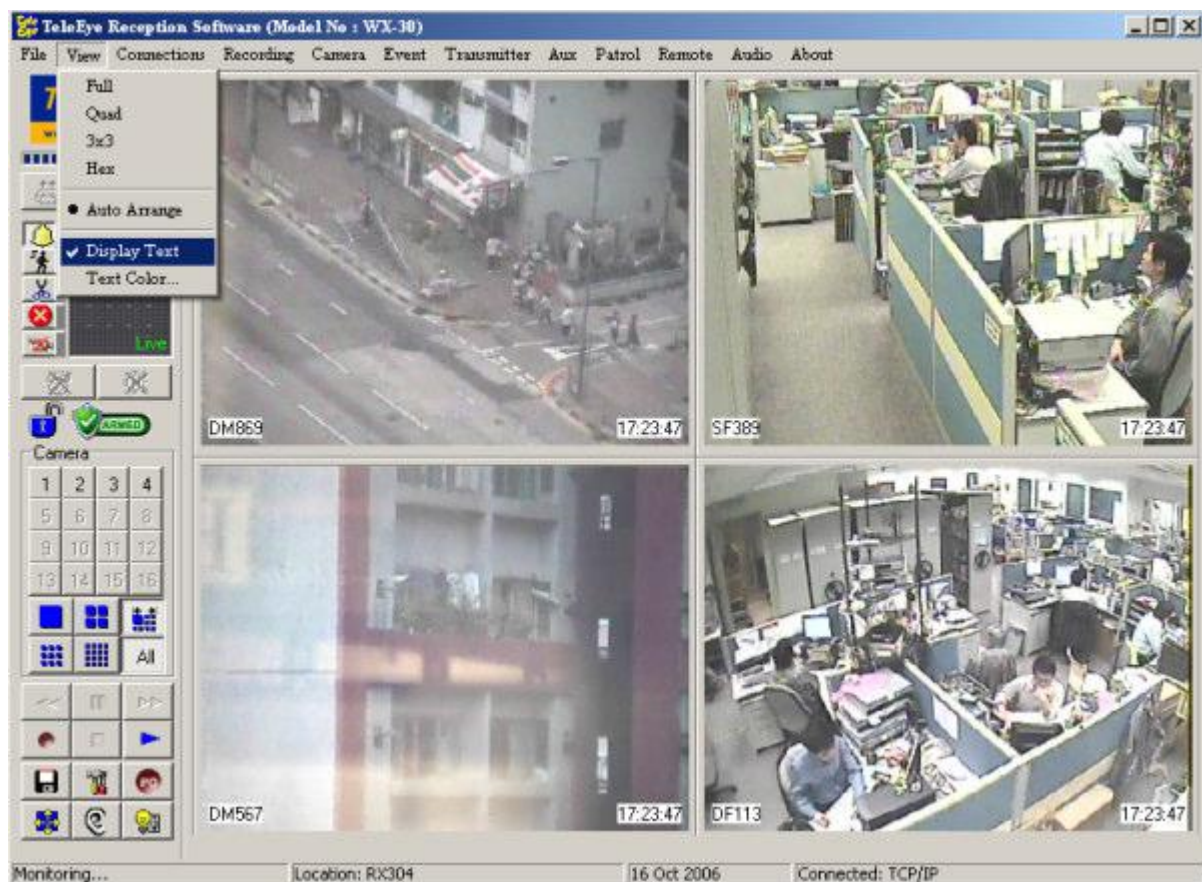 TeleEye Reception Software (Model No : WX-30)
File View Connections Recording Camera Event Transmitter Aux Patrol Remote Audio About
Full
Quad
3x3
Hex
Auto Arrange
Display Text
Text Color...
Live
ARMED
DM869 17:23:47
SF389 17:23:47
Camera
1 2 3 4
5 6 7 8
9 10 11 12
13 14 15 16
All
DM567 17:23:47
DF113 17:23:47
Monitoring... Location: RX304 16 Oct 2006 Connected: TCP/IP